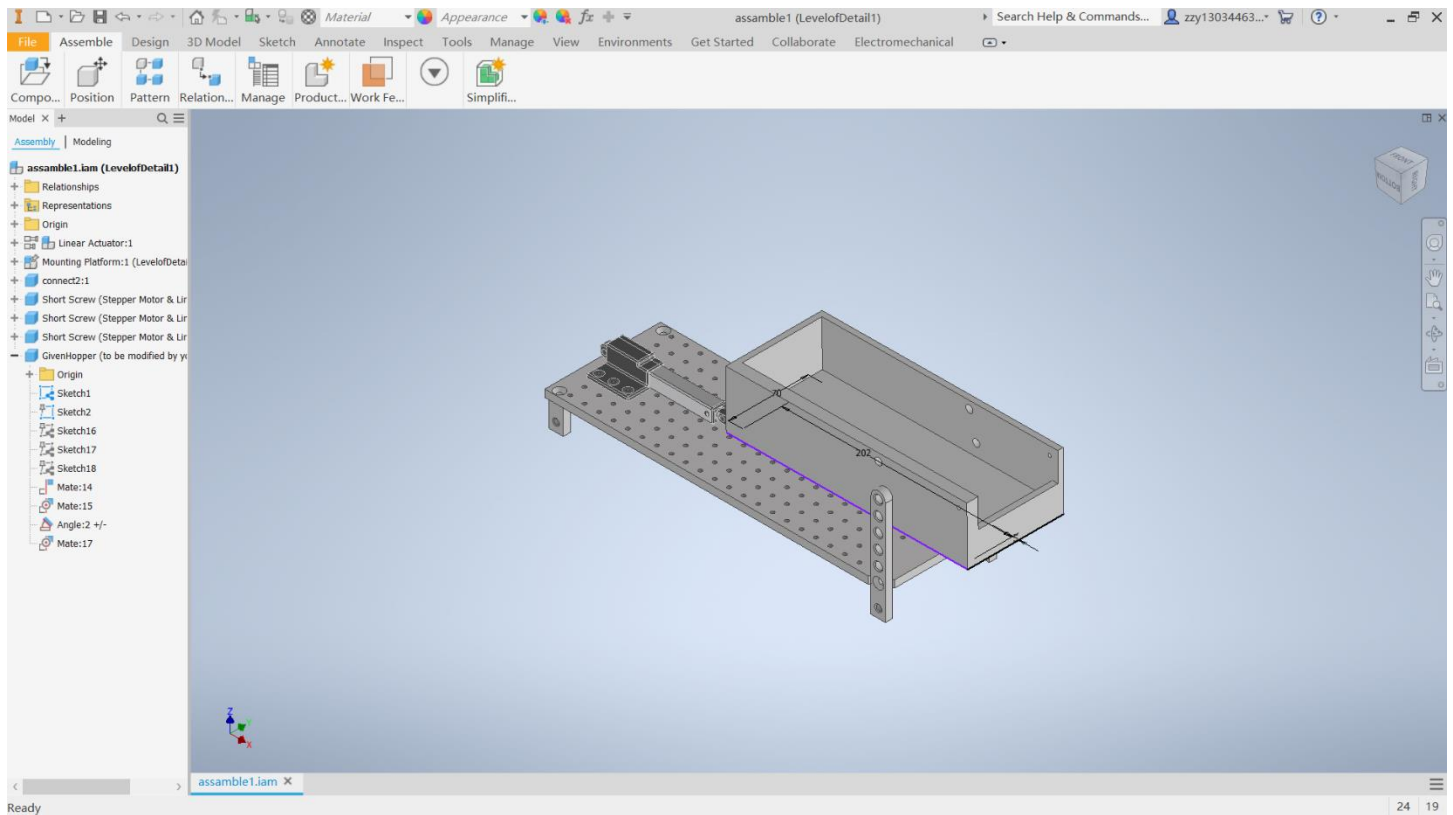 Material Appearance fx assamble1 (LevelofDetail1) Search Help & Commands... zzy13034463...
File Assemble Design 3D Model Sketch Annotate Inspect Tools Manage View Environments Get Started Collaborate Electromechanical
Compo... Position Pattern Relation... Manage Product... Work Fe... Simplifi...
Model
Assembly Modeling
assamble1.iam (LevelofDetail1)
Relationships
Representations
Origin
Linear Actuator:1
Mounting Platform:1 (LevelofDetai
connect2:1
Short Screw (Stepper Motor & Lir
Short Screw (Stepper Motor & Lir
Short Screw (Stepper Motor & Lir
GivenHopper (to be modified by yo
Origin
Sketch1
Sketch2
Sketch16
Sketch17
Sketch18
Mate:14
Mate:15
Angle:2 +/-
Mate:17
FRONT
BOTTOM
70
202
Z
Y
X
assamble1.iam
Ready 24 19